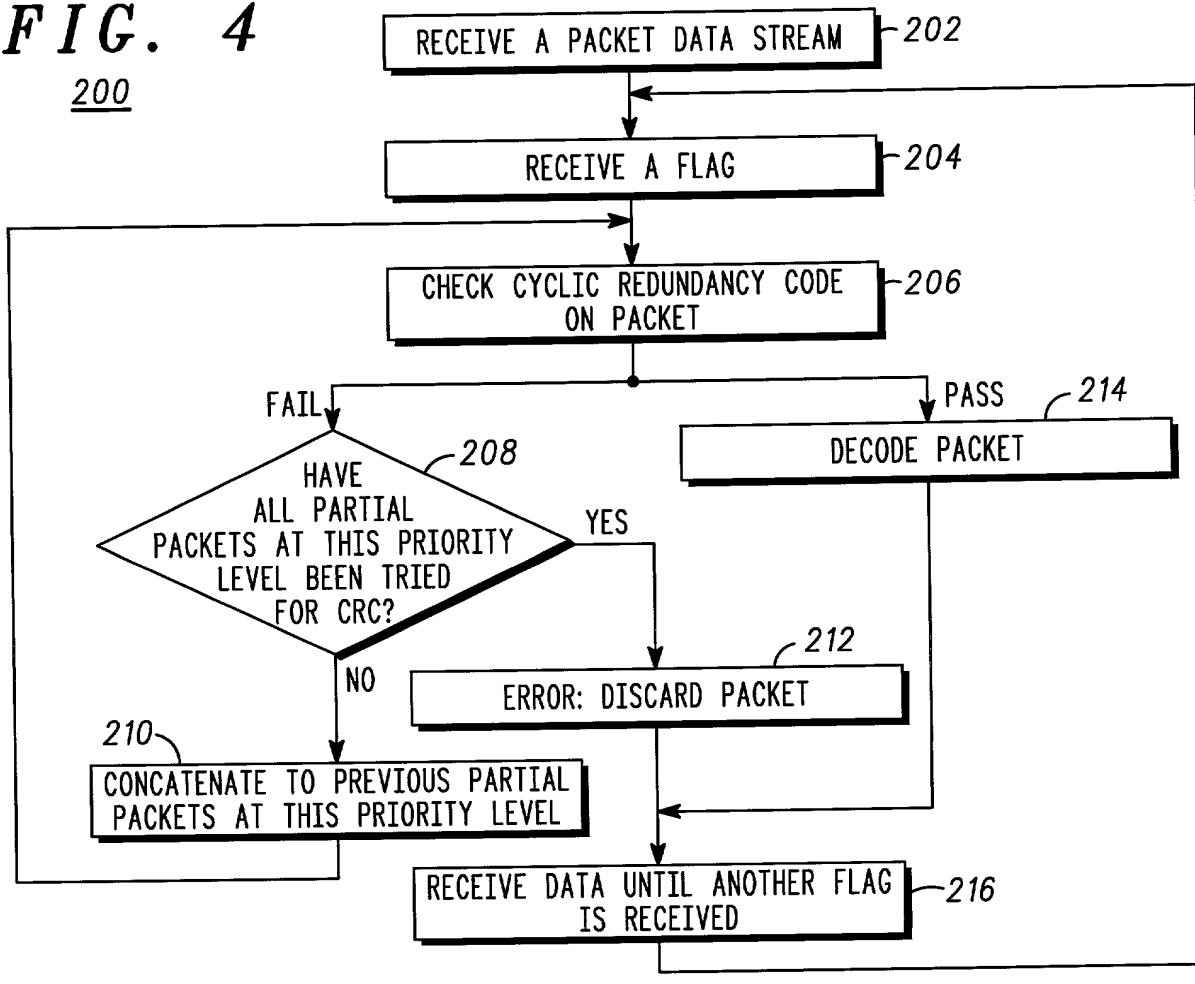 FIG. 4
200
RECEIVE A PACKET DATA STREAM
202
RECEIVE A FLAG
204
CHECK CYCLIC REDUNDANCY CODE
ON PACKET
206
FAIL
PASS
214
DECODE PACKET
208
HAVE
ALL PARTIAL
PACKETS AT THIS PRIORITY
LEVEL BEEN TRIED
FOR CRC?
YES
NO
212
ERROR: DISCARD PACKET
210
CONCATENATE TO PREVIOUS PARTIAL
PACKETS AT THIS PRIORITY LEVEL
RECEIVE DATA UNTIL ANOTHER FLAG
IS RECEIVED
216